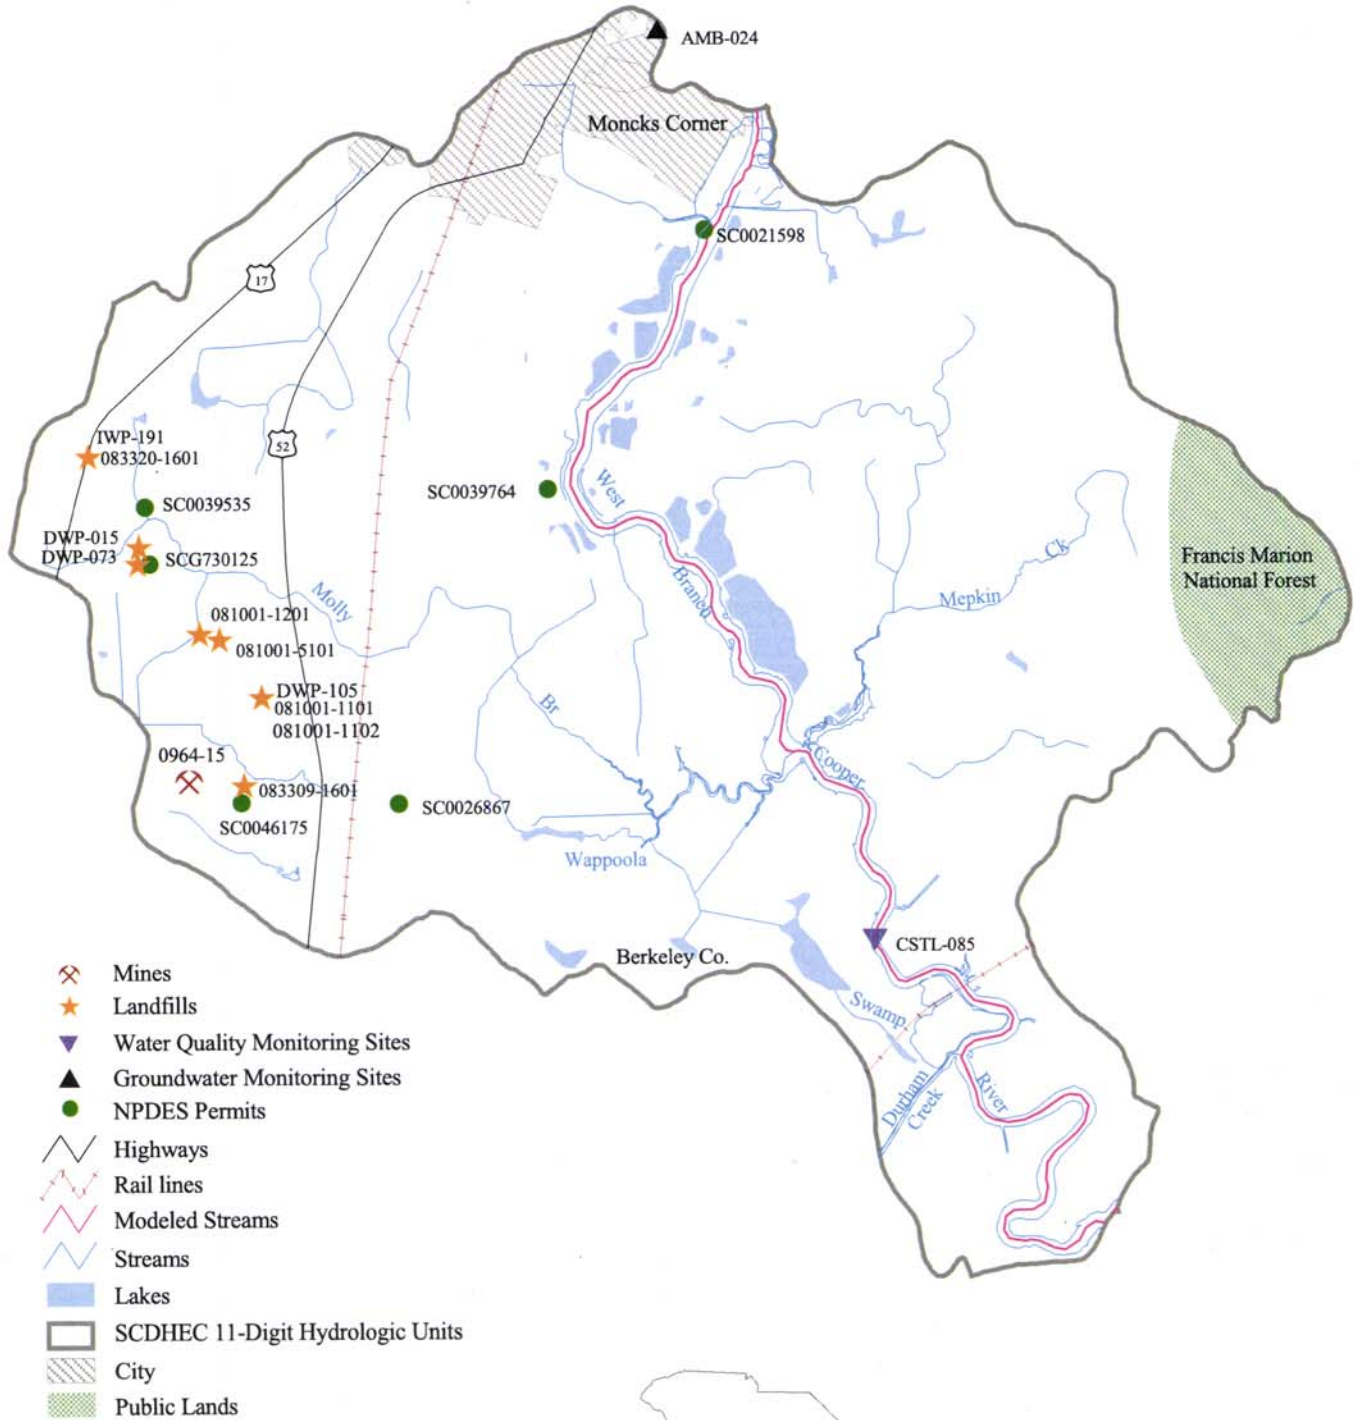 AMB-024
Moncks Corner
SC0021598
17
52
IWP-191
083320-1601
SC0039764
SC0039535
DWP-015
DWP-073
SCG730125
West
Francis Marion
National Forest
Ck
Mepkin
Molly
Branch
081001-1201
081001-5101
DWP-105
081001-1101
081001-1102
Br
0964-15
Cooper
083309-1601
SC0046175
SC0026867
Wappoola
CSTL-085
Berkeley Co.
Swamp
River
Durham
Creek
Mines
Landfills
Water Quality Monitoring Sites
Groundwater Monitoring Sites
NPDES Permits
Highways
Rail lines
Modeled Streams
Streams
Lakes
SCDHEC 11-Digit Hydrologic Units
City
Public Lands